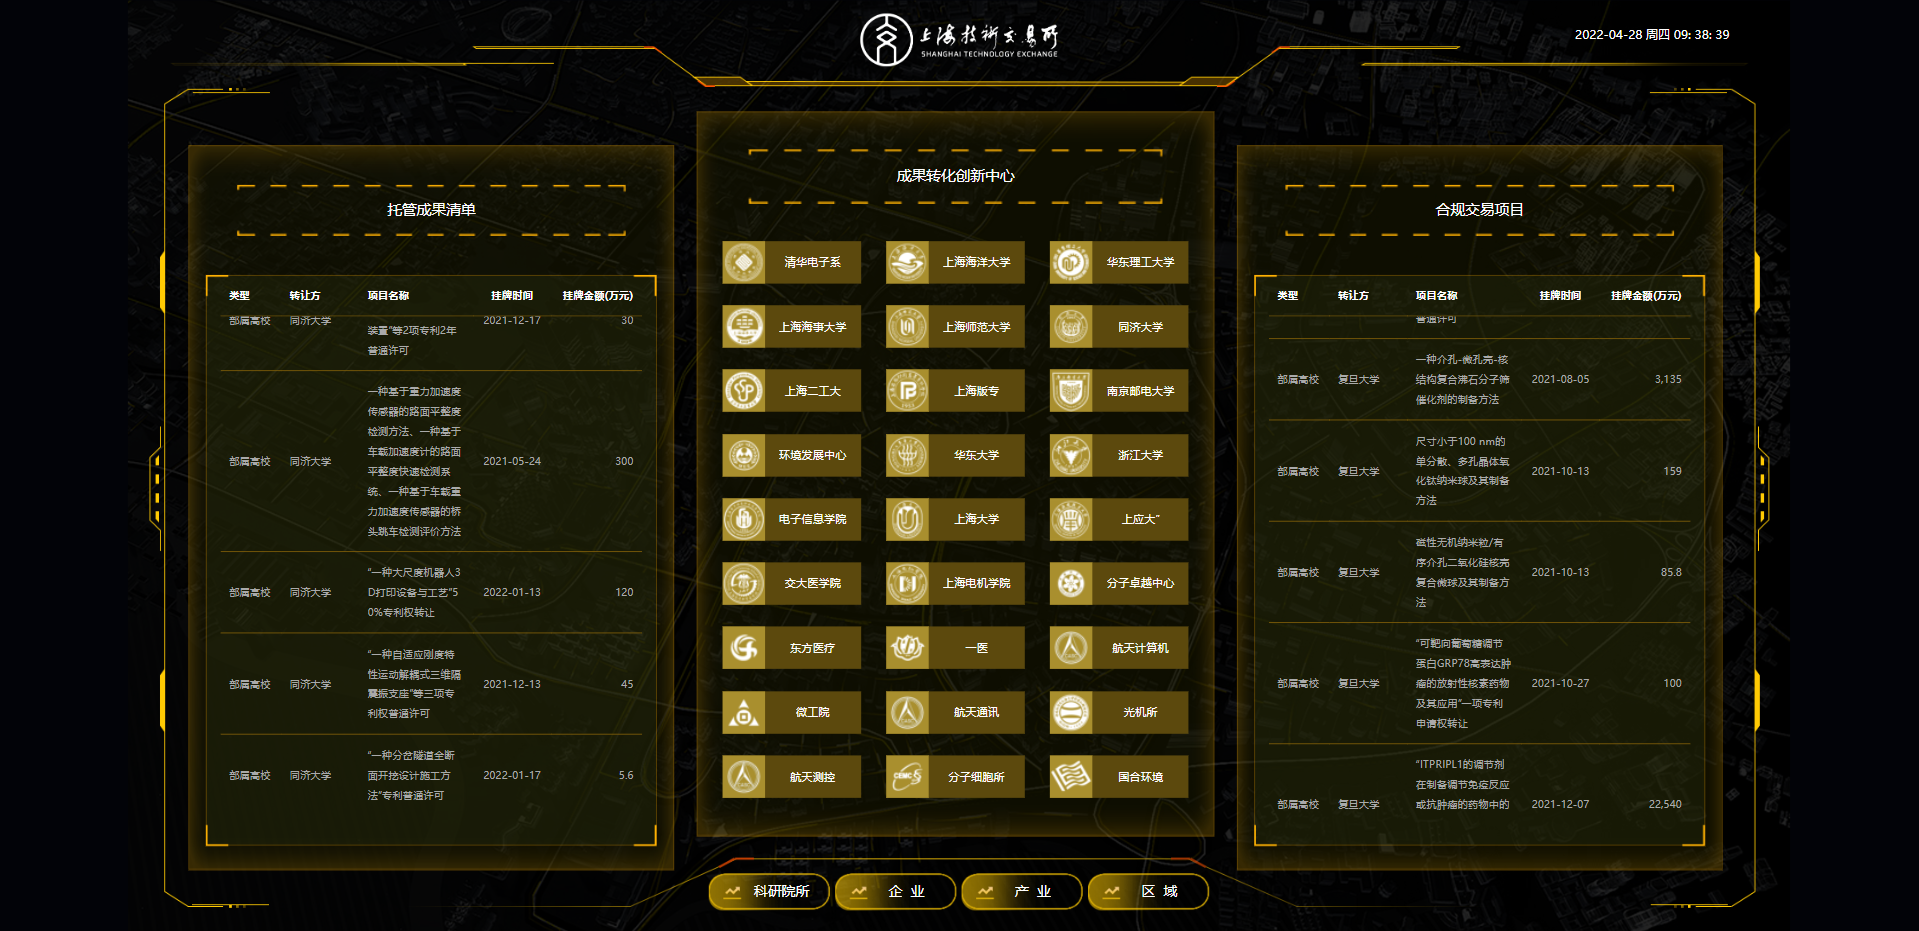 上海技術交易所
SHANGHAI TECHNOLOGY EXCHANGE
2022-04-28 周四 09: 38: 39
托管成果清单
类型 转让方 项目名称 挂牌时间 挂牌金额(万元)
部属高校 同济大学 2021-12-17 30
装置”等2项专利2年
普通许可
一种基于重力加速度
传感器的路面平整度
检测方法、一种基于
车载加速度计的路面
部属高校 同济大学 2021-05-24 300
平整度快速检测系
统、一种基于车载重
力加速度传感器的桥
头跳车检测评价方法
“一种大尺度机器人3
部属高校 同济大学 D打印设备与工艺”5 2022-01-13 120
0%专利权转让
“一种自适应刚度特
性运动解耦式三维隔
部属高校 同济大学 2021-12-13 45
震振支座”等三项专
利权普通许可
“一种分岔隧道全断
部属高校 同济大学 面开挖设计施工方 2022-01-17 5.6
法”专利普通许可
成果转化创新中心
清华电子系 上海海洋大学 华东理工大学
上海海事大学 上海师范大学 同济大学
上海二工大 上海版专 南京邮电大学
环境发展中心 华东大学 浙江大学
电子信息学院 上海大学 上应大”
交大医学院 上海电机学院 分子卓越中心
东方医疗 一医 航天计算机
微工院 航天通讯 光机所
航天测控 分子细胞所 国合环境
合规交易项目
类型 转让方 项目名称 挂牌时间 挂牌金额(万元)
普通许可
一种介孔-微孔壳-核
部属高校 复旦大学 结构复合沸石分子筛 2021-08-05 3,135
催化剂的制备方法
尺寸小于100 nm的
单分散、多孔晶体氧
部属高校 复旦大学 2021-10-13 159
化钛纳米球及其制备
方法
磁性无机纳米粒/有
序介孔二氧化硅核壳
部属高校 复旦大学 2021-10-13 85.8
复合微球及其制备方
法
“可靶向葡萄糖调节
蛋白GRP78高表达肿
部属高校 复旦大学 瘤的放射性核素药物 2021-10-27 100
及其应用”一项专利
申请权转让
“ITPRIPL1的调节剂
在制备调节免疫反应
部属高校 复旦大学 或抗肿瘤的药物中的 2021-12-07 22,540
科研院所 企 业 产 业 区 域